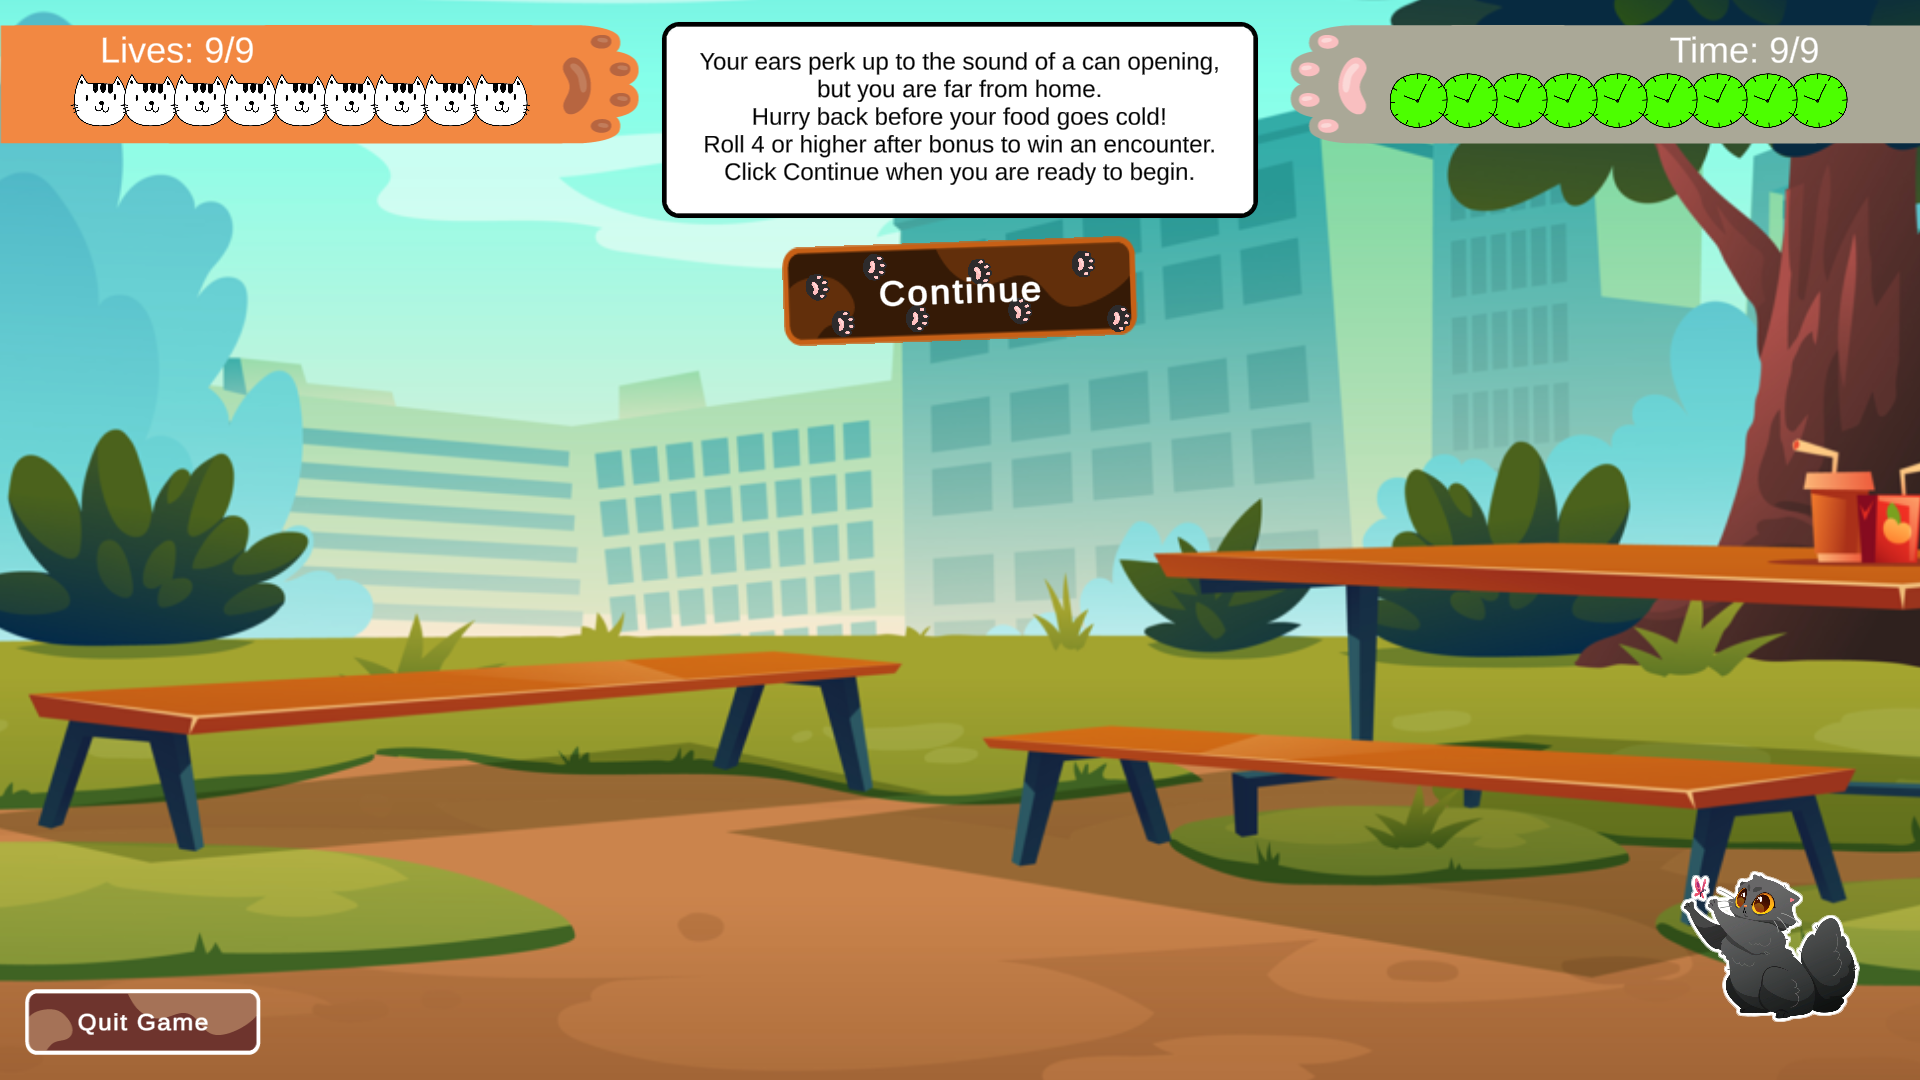 Lives: 9/9
Your ears perk up to the sound of a can opening,
but you are far from home.
Hurry back before your food goes cold!
Roll 4 or higher after bonus to win an encounter.
Click Continue when you are ready to begin.
Time: 9/9
Continue
Quit Game